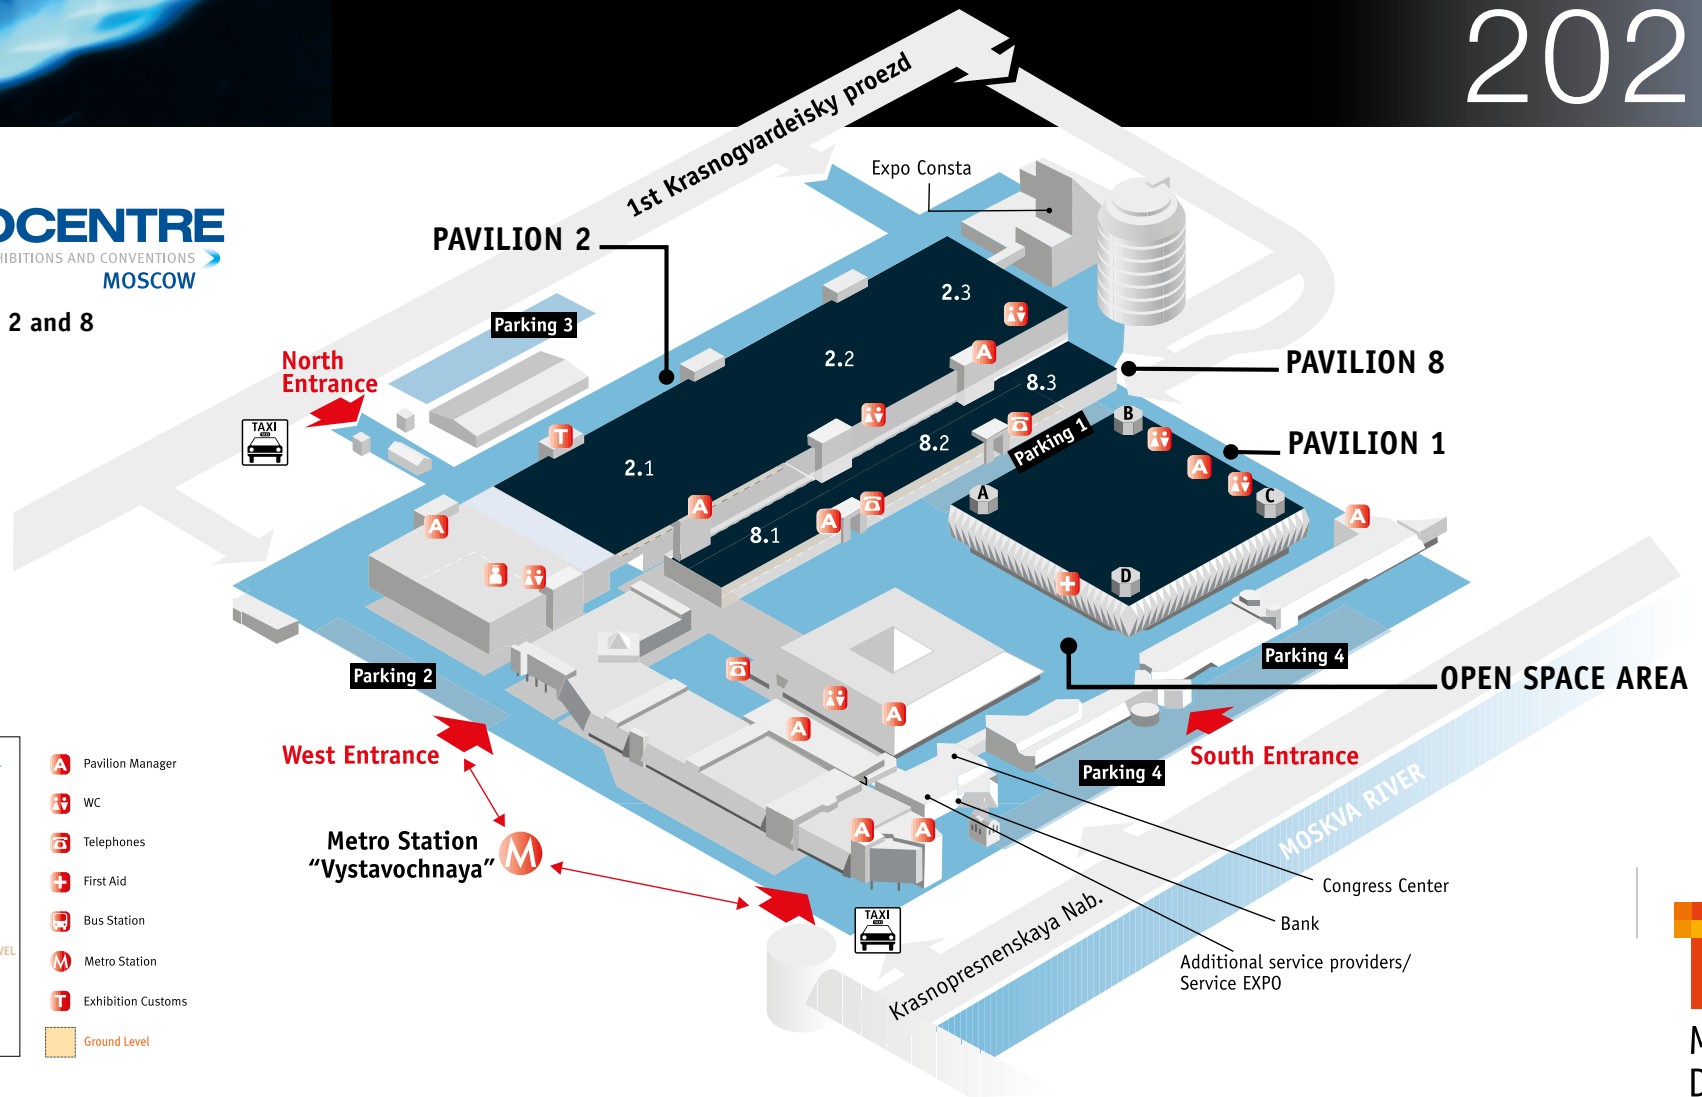 202
1st Krasnogvardeisky proezd
Expo Consta
OCENTRE
HIBITIONS AND CONVENTIONS
MOSCOW
2 and 8
PAVILION 2
2.3
Parking 3
North
Entrance
2.2
PAVILION 8
8.3
TAXI
T
A
B
PAVILION 1
8.2
Parking 1
2.1
A
A
C
A
A
A
A
8.1
A
D
Parking 2
Parking 4
OPEN SPACE AREA
West Entrance
A
A
South Entrance
Parking 4
MOSKVA RIVER
Metro Station
“Vystavochnaya”
M
A
A
TAXI
Congress Center
Bank
Additional service providers/
Service EXPO
Krasnopresnenskaya Nab.
A Pavilion Manager
WC
Telephones
First Aid
Bus Station
VEL
M Metro Station
T Exhibition Customs
Ground Level
M
D